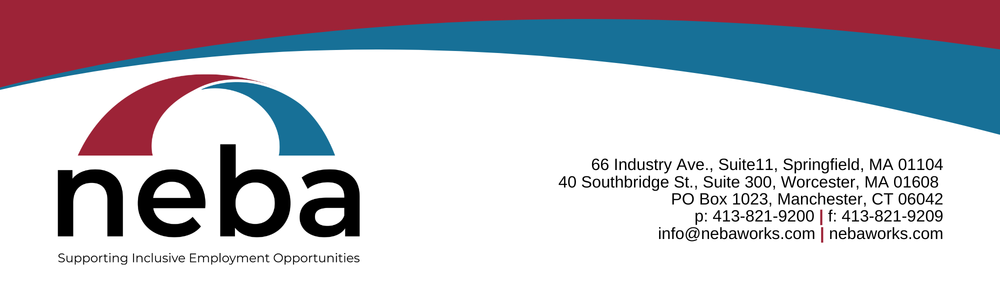 neba
Supporting Inclusive Employment Opportunities
66 Industry Ave., Suite11, Springfield, MA 01104
40 Southbridge St., Suite 300, Worcester, MA 01608
PO Box 1023, Manchester, CT 06042
p: 413-821-9200 | f: 413-821-9209
info@nebaworks.com | nebaworks.com